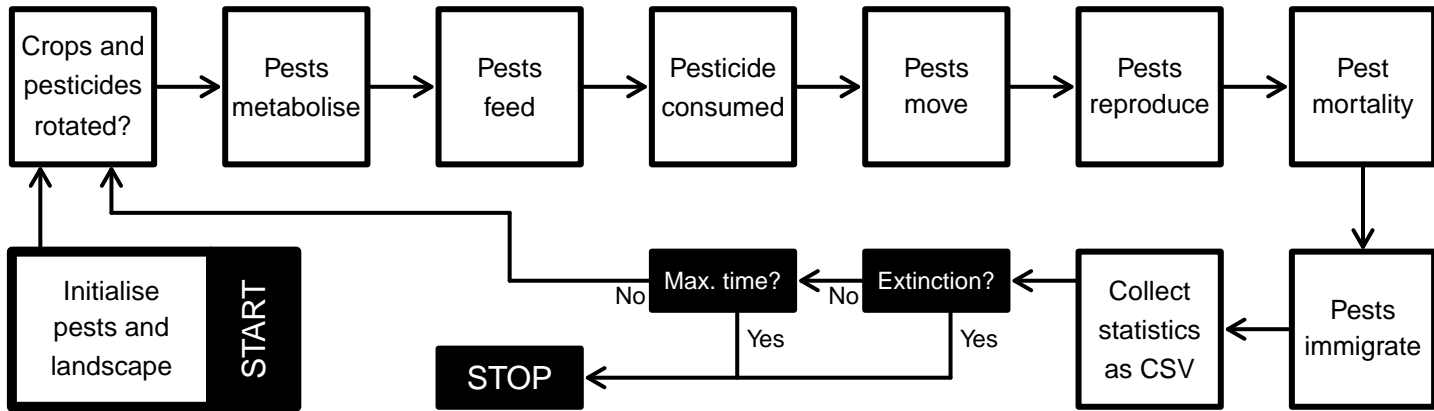 Crops and
pesticides
rotated?
Pests
metabolise
Pests
feed
Pesticide
consumed
Pests
move
Pests
reproduce
Pest
mortality
Initialise
pests and
landscape
START
No
Max. time?
Yes
No
Extinction?
Yes
STOP
Collect
statistics
as CSV
Pests
immigrate